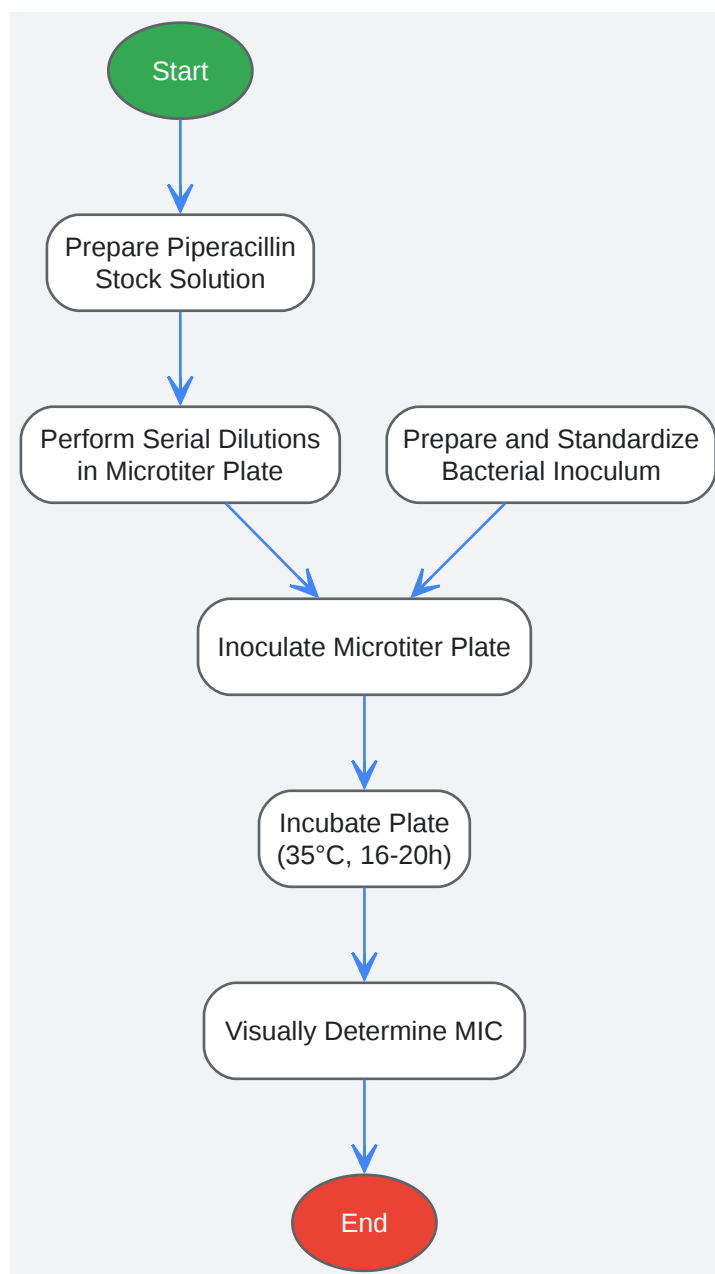 Start
Prepare Piperacillin
Stock Solution
Perform Serial Dilutions
in Microtiter Plate
Prepare and Standardize
Bacterial Inoculum
Inoculate Microtiter Plate
Incubate Plate
(35°C, 16-20h)
Visually Determine MIC
End